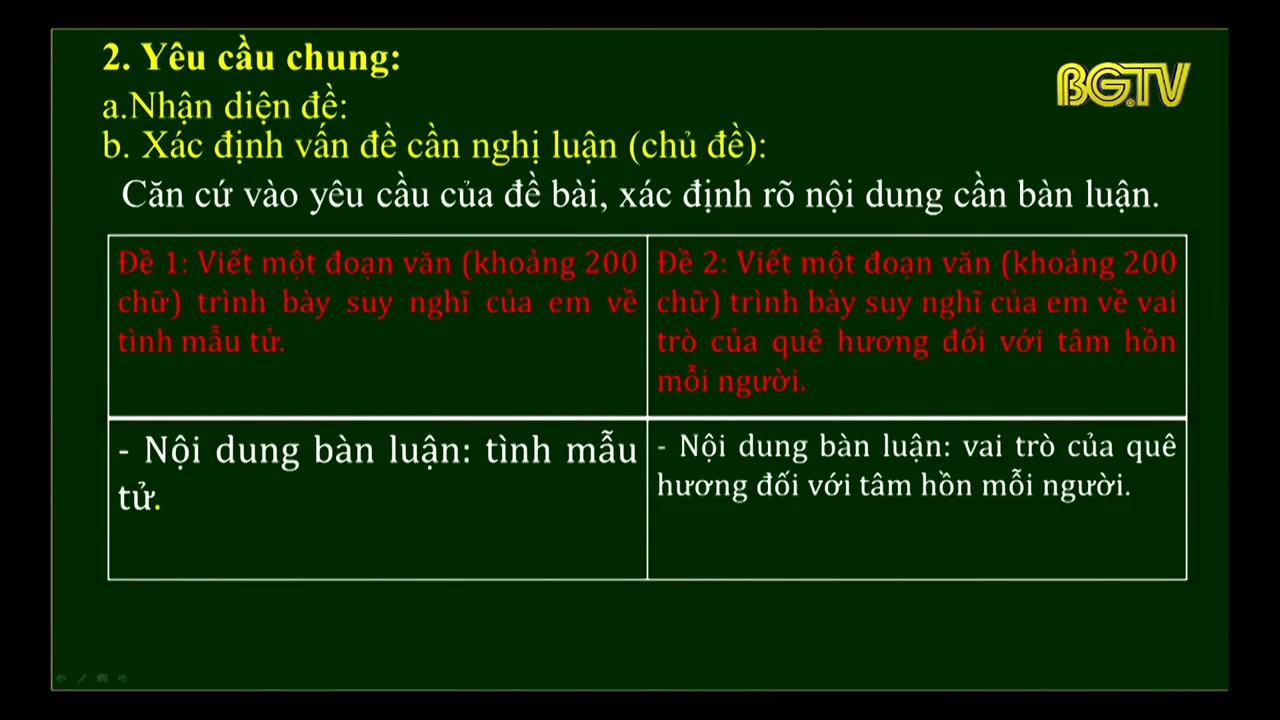 2. Yêu cầu chung:
BG.TV
a.Nhận diện đề:
b. Xác định vấn đề cần nghị luận (chủ đề):
Căn cứ vào yêu cầu của đề bài, xác định rõ nội dung cần bàn luận.
Đề 1: Viết một đoạn văn (khoảng 200
chữ) trình bày suy nghĩ của em về
tình mẫu tử.
Đề 2: Viết một đoạn văn (khoảng 200
chữ) trình bày suy nghĩ của em về vai
trò của quê hương đối với tâm hồn
mỗi người.
- Nội dung bàn luận: tình mẫu
tử.
- Nội dung bàn luận: vai trò của quê
hương đối với tâm hồn mỗi người.